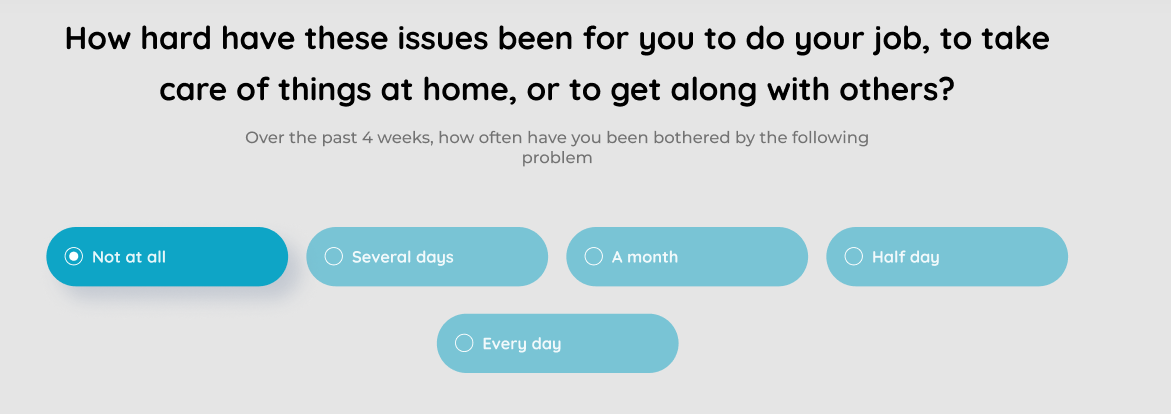 How hard have these issues been for you to do your job, to take
care of things at home, or to get along with others?
Over the past 4 weeks, how often have you been bothered by the following
problem
Not at all
Several days
A month
Half day
Every day